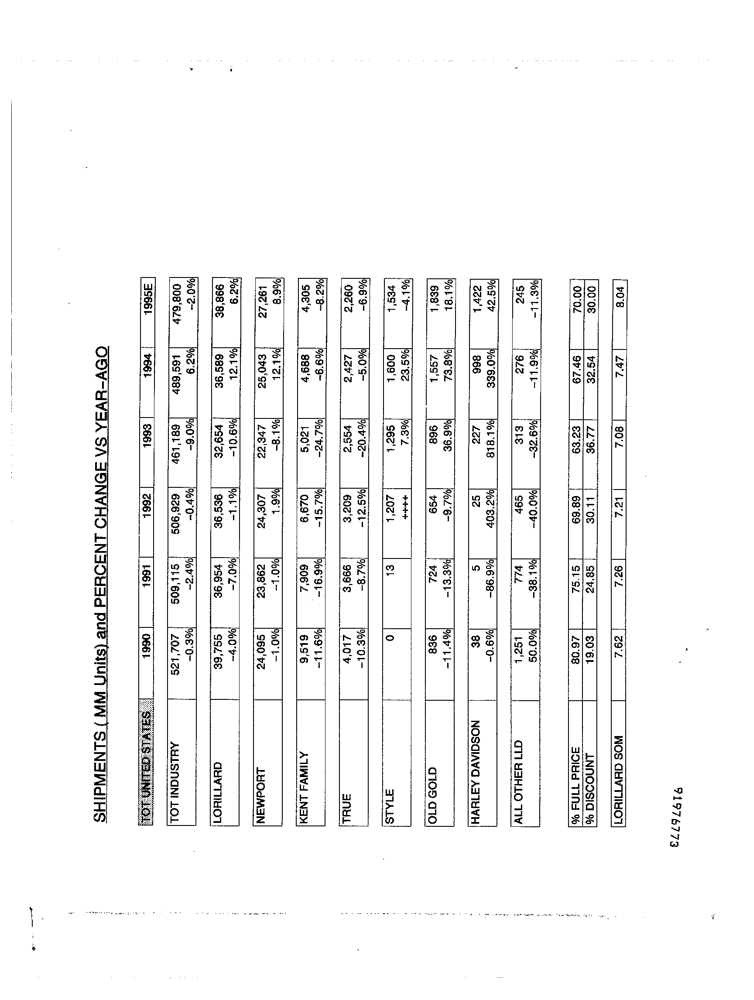 SHIPMENTS ( MM Units) and PERCENT CHANGE VS YEAR–AGO
TOT UNITED STATES 1990 1991 1992 1993 1994 1995E
TOT INDUSTRY 521,707 509,115 506,929 461,189 489,591 479,800
–0.3% –2.4% –0.4% –9.0% 6.2% –2.0%
LORILLARD 39,755 36,954 36,536 32,654 36,589 38,866
–4.0% –7.0% –1.1% –10.6% 12.1% 6.2%
NEWPORT 24,095 23,862 24,307 22,347 25,043 27,261
–1.0% –1.0% 1.9% –8.1% 12.1% 8.9%
KENT FAMILY 9,519 7,909 6,670 5,021 4,688 4,305
–11.6% –16.9% –15.7% –24.7% –6.6% –8.2%
TRUE 4,017 3,666 3,209 2,554 2,427 2,260
–10.3% –8.7% –12.5% –20.4% –5.0% –6.9%
STYLE 0 13 1,207 1,295 1,600 1,534
++++ 7.3% 23.5% –4.1%
OLD GOLD 836 724 654 896 1,557 1,839
–11.4% –13.3% –9.7% 36.9% 73.8% 18.1%
HARLEY DAVIDSON 38 5 25 227 998 1,422
–0.6% –86.9% 403.2% 818.1% 339.0% 42.5%
ALL OTHER LLD 1,251 774 465 313 276 245
50.0% –38.1% –40.0% –32.6% –11.9% –11.3%
% FULL PRICE 80.97 75.15 69.89 63.23 67.46 70.00
% DISCOUNT 19.03 24.85 30.11 36.77 32.54 30.00
LORILLARD SOM 7.62 7.26 7.21 7.08 7.47 8.04
91976773